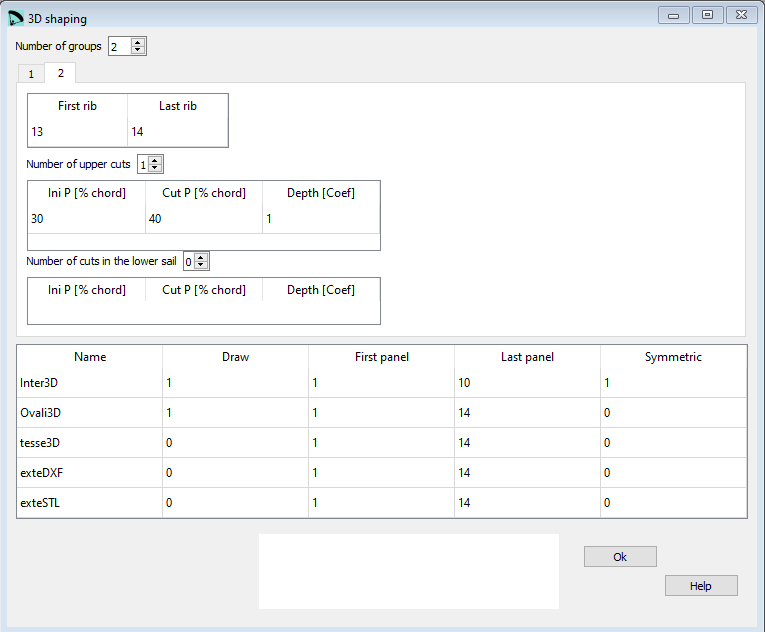 3D shaping
Number of groups 2
1 2
First rib Last rib
13 14
Number of upper cuts 1
Ini P [% chord] Cut P [% chord] Depth [Coef]
30 40 1
Number of cuts in the lower sail 0
Ini P [% chord] Cut P [% chord] Depth [Coef]
Name Draw First panel Last panel Symmetric
Inter3D 1 1 10 1
Ovali3D 1 1 14 0
tesse3D 0 1 14 0
exteDXF 0 1 14 0
exteSTL 0 1 14 0
Ok
Help